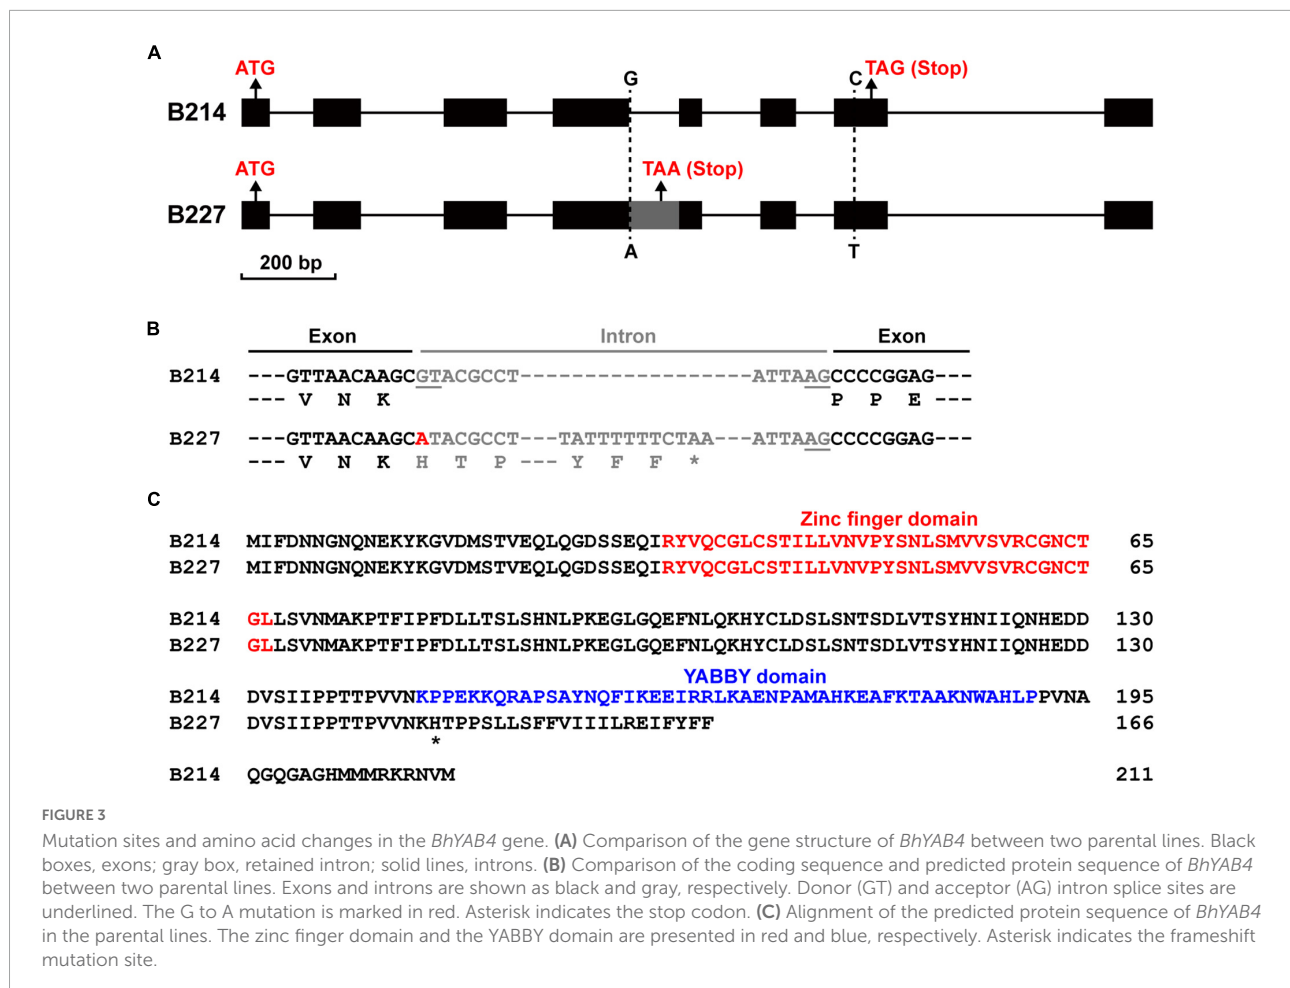 A
ATG
G
C
TAG (Stop)
B214
ATG
TAA (Stop)
B227
A
T
200 bp
B
Exon
Intron
Exon
B214 ---GTTAACAAGCGTACGCCT------------------ATTAAGCCCCGGAG---
--- V N K P P E ---
B227 ---GTTAACAAGCATACGCCT---TATTTTTTCTAA---ATTAAGCCCCGGAG---
--- V N K H T P --- Y F F *
C
Zinc finger domain
B214 MIFDNNGNQNEKYKGVDMSTVEQLQGDSSEQIRYVQCGLCSTILLVNVPYSNLSMVVSVRCGNCT 65
B227 MIFDNNGNQNEKYKGVDMSTVEQLQGDSSEQIRYVQCGLCSTILLVNVPYSNLSMVVSVRCGNCT 65
B214 GLLSVNMAKPTFIPFDLLTSLSHNLPKEGLGQEFNLQKHYCLDSLSNTSDLVTSYHNIIQNHEDD 130
B227 GLLSVNMAKPTFIPFDLLTSLSHNLPKEGLGQEFNLQKHYCLDSLSNTSDLVTSYHNIIQNHEDD 130
YABBY domain
B214 DVSIIPPTTPVVNKPPEKKQRAPSAYNQFIKEEIRRLKAENPAMAHKEAFKTAAKNWAHLPPVNA 195
B227 DVSIIPPTTPVVNKHTPPSLLSFFVIIIILREIFYFF 166
*
B214 QGQGAGHMMMRKRNVM 211
FIGURE 3
Mutation sites and amino acid changes in the BhYAB4 gene. (A) Comparison of the gene structure of BhYAB4 between two parental lines. Black
boxes, exons; gray box, retained intron; solid lines, introns. (B) Comparison of the coding sequence and predicted protein sequence of BhYAB4
between two parental lines. Exons and introns are shown as black and gray, respectively. Donor (GT) and acceptor (AG) intron splice sites are
underlined. The G to A mutation is marked in red. Asterisk indicates the stop codon. (C) Alignment of the predicted protein sequence of BhYAB4
in the parental lines. The zinc finger domain and the YABBY domain are presented in red and blue, respectively. Asterisk indicates the frameshift
mutation site.